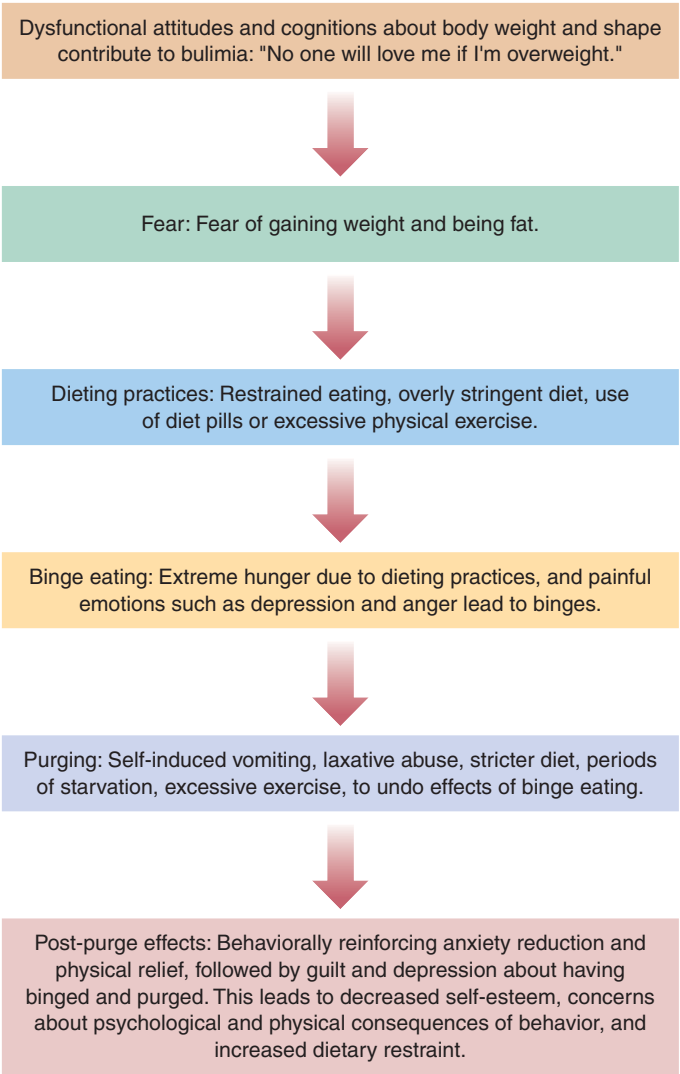 Dysfunctional attitudes and cognitions about body weight and shape
contribute to bulimia: "No one will love me if I'm overweight."
Fear: Fear of gaining weight and being fat.
Dieting practices: Restrained eating, overly stringent diet, use
of diet pills or excessive physical exercise.
Binge eating: Extreme hunger due to dieting practices, and painful
emotions such as depression and anger lead to binges.
Purging: Self-induced vomiting, laxative abuse, stricter diet, periods
of starvation, excessive exercise, to undo effects of binge eating.
Post-purge effects: Behaviorally reinforcing anxiety reduction and
physical relief, followed by guilt and depression about having
binged and purged. This leads to decreased self-esteem, concerns
about psychological and physical consequences of behavior, and
increased dietary restraint.